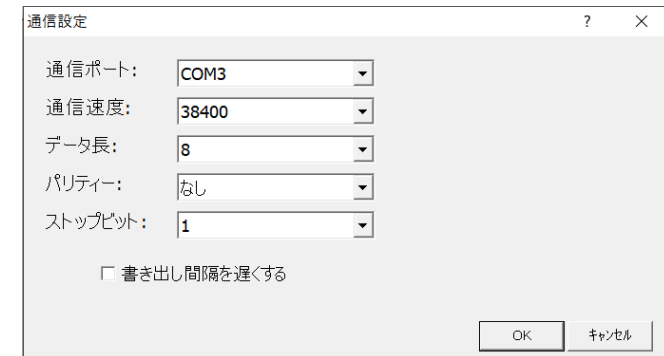 通信設定 ? ×
通信ポート: COM3
通信速度: 38400
データ長: 8
パリティー: なし
ストップビット: 1
書き出し間隔を遅くする
OK キャンセル